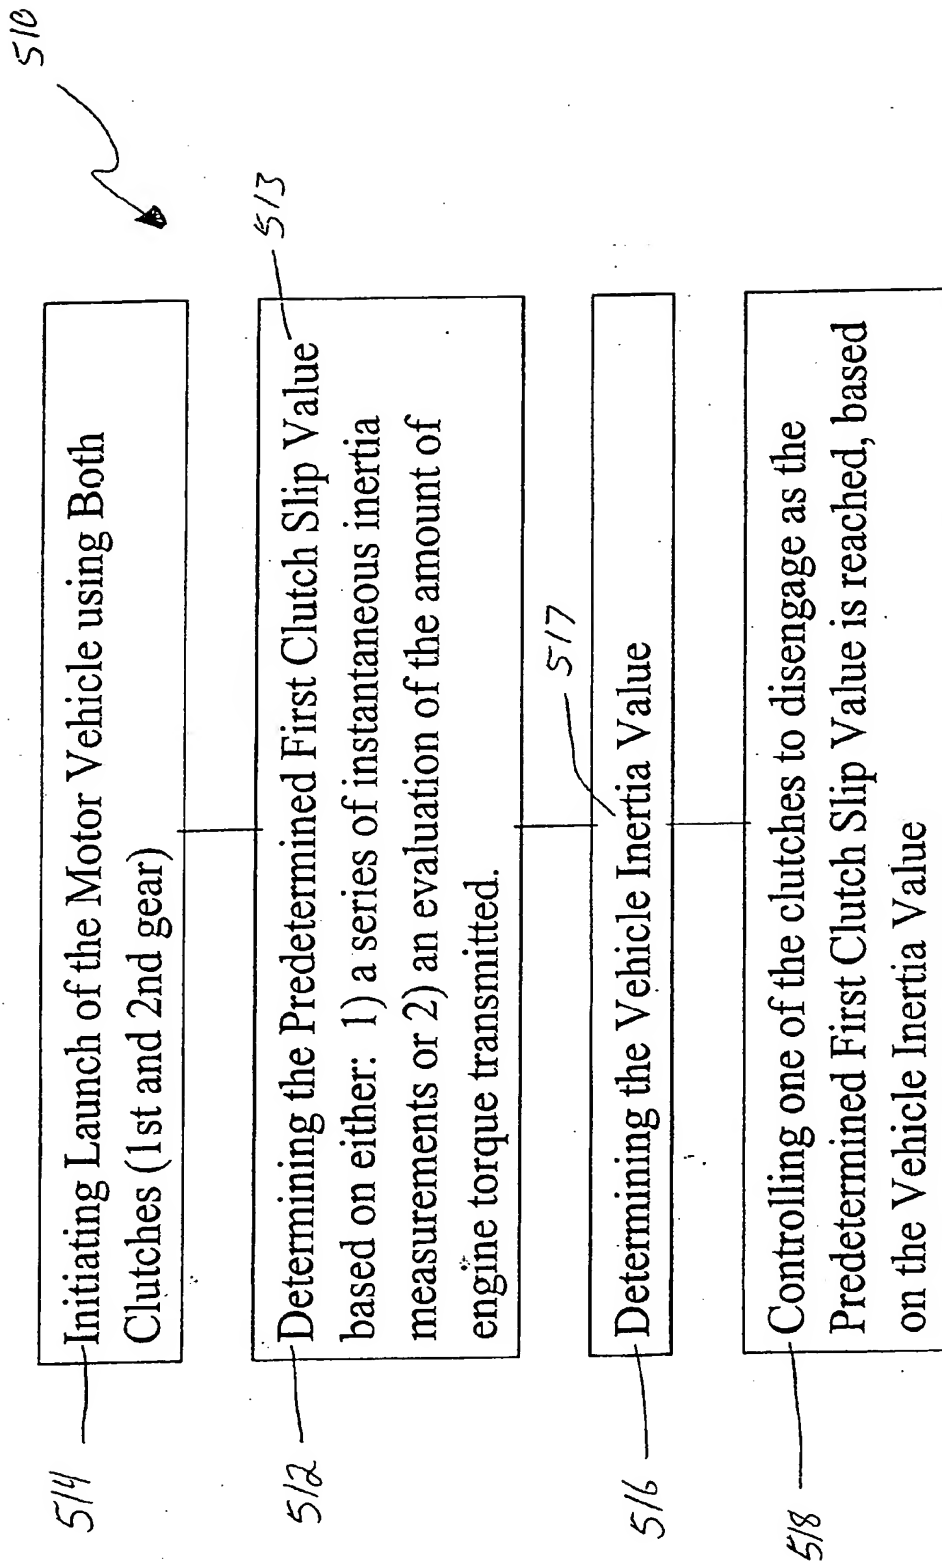 510
514
Initiating Launch of the Motor Vehicle using Both
Clutches (1st and 2nd gear)
512
Determining the Predetermined First Clutch Slip Value
513
based on either: 1) a series of instantaneous inertia
measurements or 2) an evaluation of the amount of
engine torque transmitted.
516
517
Determining the Vehicle Inertia Value
518
Controlling one of the clutches to disengage as the
Predetermined First Clutch Slip Value is reached, based
on the Vehicle Inertia Value